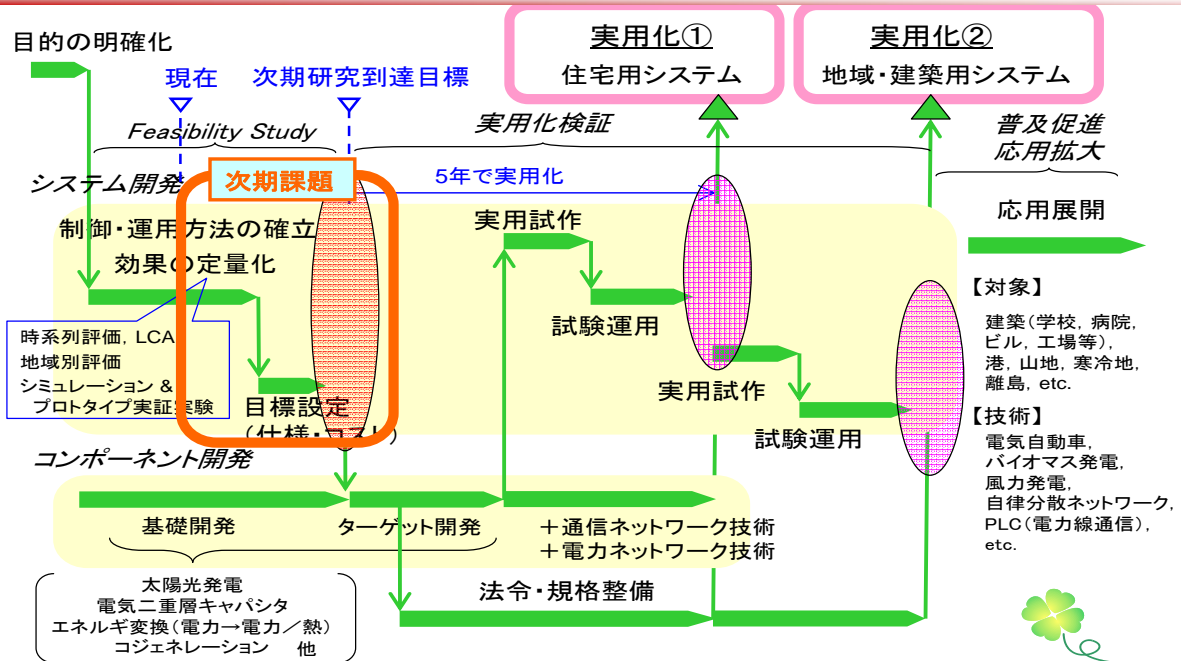 目的の明確化
現在
次期研究到達目標
実用化①
住宅用システム
実用化②
地域・建築用システム
Feasibility Study
実用化検証
普及促進
応用拡大
システム開発
次期課題
5年で実用化
制御・運用方法の確立
効果の定量化
実用試作
試験運用
実用試作
試験運用
応用展開
時系列評価, LCA
地域別評価
シミュレーション &
プロトタイプ実証実験
目標設定
(仕様・コスト)
【対象】
建築(学校, 病院,
ビル, 工場等),
港, 山地, 寒冷地,
離島, etc.
【技術】
電気自動車,
バイオマス発電,
風力発電,
自律分散ネットワーク,
PLC(電力線通信),
etc.
コンポーネント開発
基礎開発
ターゲット開発
+通信ネットワーク技術
+電力ネットワーク技術
太陽光発電
電気二重層キャパシタ
エネルギ変換(電力→電力/熱)
コジェネレーション 他
法令・規格整備